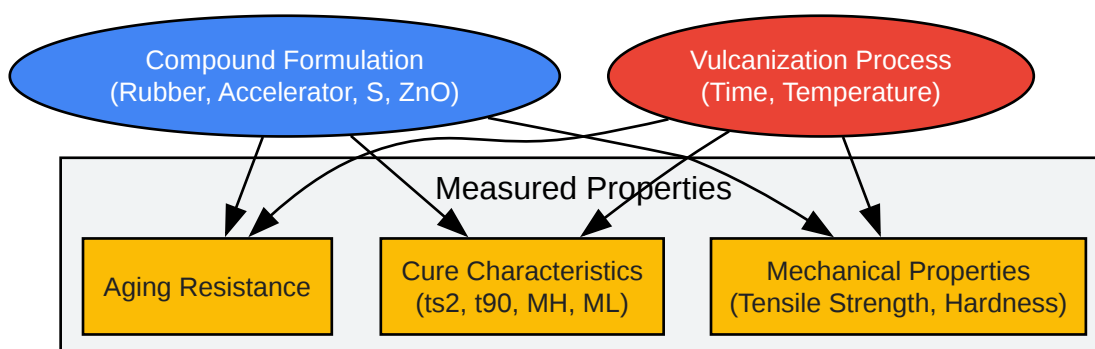 Compound Formulation
(Rubber, Accelerator, S, ZnO)
Vulcanization Process
(Time, Temperature)
Measured Properties
Aging Resistance
Cure Characteristics
(ts2, t90, MH, ML)
Mechanical Properties
(Tensile Strength, Hardness)